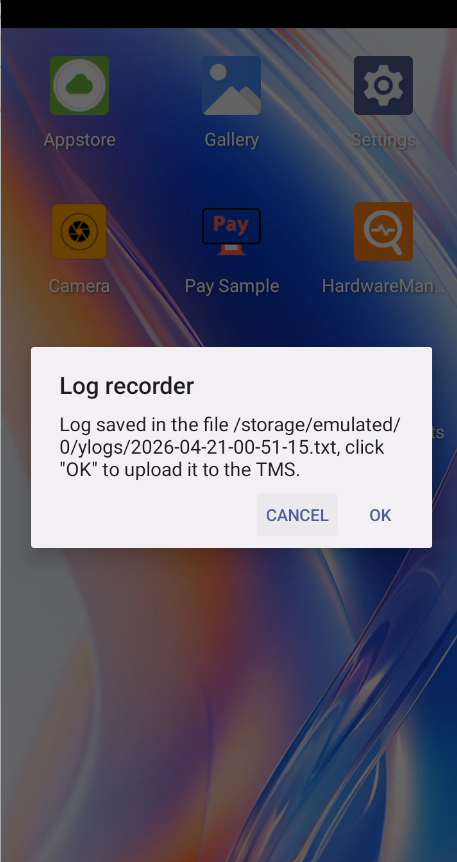 Appstore
Gallery
Settings
Pay
Camera
Pay Sample
HardwareMan...
Log recorder
Log saved in the file /storage/emulated/
0/ylogs/2026-04-21-00-51-15.txt, click
"OK" to upload it to the TMS.
CANCEL
OK